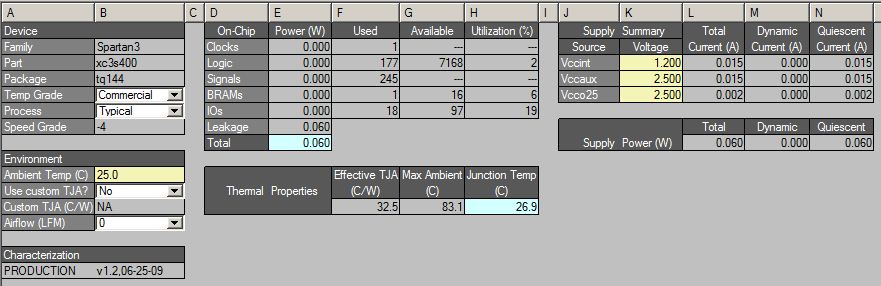 A B C D E F G H I J K L M N
Device On-Chip Power (W) Used Available Utilization (%) Supply Summary Total Dynamic Quiescent
Family Spartan3 Clocks 0.000 1 --- --- Source Voltage Current (A) Current (A) Current (A)
Part xc3s400 Logic 0.000 177 7168 2 Vccint 1.200 0.015 0.000 0.015
Package tq144 Signals 0.000 245 --- --- Vccaux 2.500 0.015 0.000 0.015
Temp Grade Commercial BRAMs 0.000 1 16 6 Vcco25 2.500 0.002 0.000 0.002
Process Typical IOs 0.000 18 97 19
Speed Grade -4 Leakage 0.060 Total Dynamic Quiescent
Total 0.060 Supply Power (W) 0.060 0.000 0.060
Environment
Ambient Temp (C) 25.0 Effective TJA Max Ambient Junction Temp
Use custom TJA? No Thermal Properties (C/W) (C) (C)
Custom TJA (C/W) NA 32.5 83.1 26.9
Airflow (LFM) 0
Characterization
PRODUCTION v1.2,06-25-09